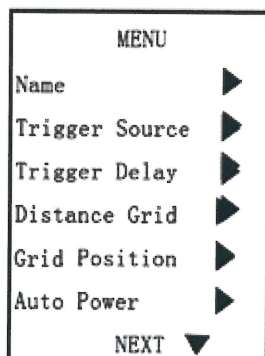 MENU
Name
Trigger Source
Trigger Delay
Distance Grid
Grid Position
Auto Power
NEXT